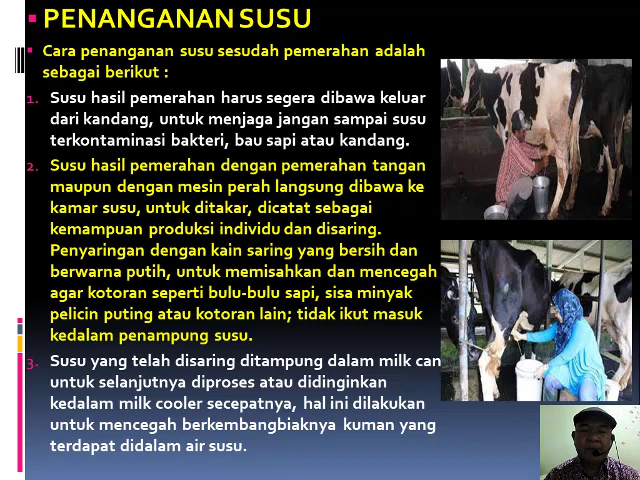 PENANGANAN SUSU
Cara penanganan susu sesudah pemerahan adalah
sebagai berikut :
1. Susu hasil pemerahan harus segera dibawa keluar
dari kandang, untuk menjaga jangan sampai susu
terkontaminasi bakteri, bau sapi atau kandang.
2. Susu hasil pemerahan dengan pemerahan tangan
maupun dengan mesin perah langsung dibawa ke
kamar susu, untuk ditakar, dicatat sebagai
kemampuan produksi individu dan disaring.
Penyaringan dengan kain saring yang bersih dan
berwarna putih, untuk memisahkan dan mencegah
agar kotoran seperti bulu-bulu sapi, sisa minyak
pelicin puting atau kotoran lain; tidak ikut masuk
kedalam penampung susu.
3. Susu yang telah disaring ditampung dalam milk can
untuk selanjutnya diproses atau didinginkan
kedalam milk cooler secepatnya, hal ini dilakukan
untuk mencegah berkembangbiaknya kuman yang
terdapat didalam air susu.